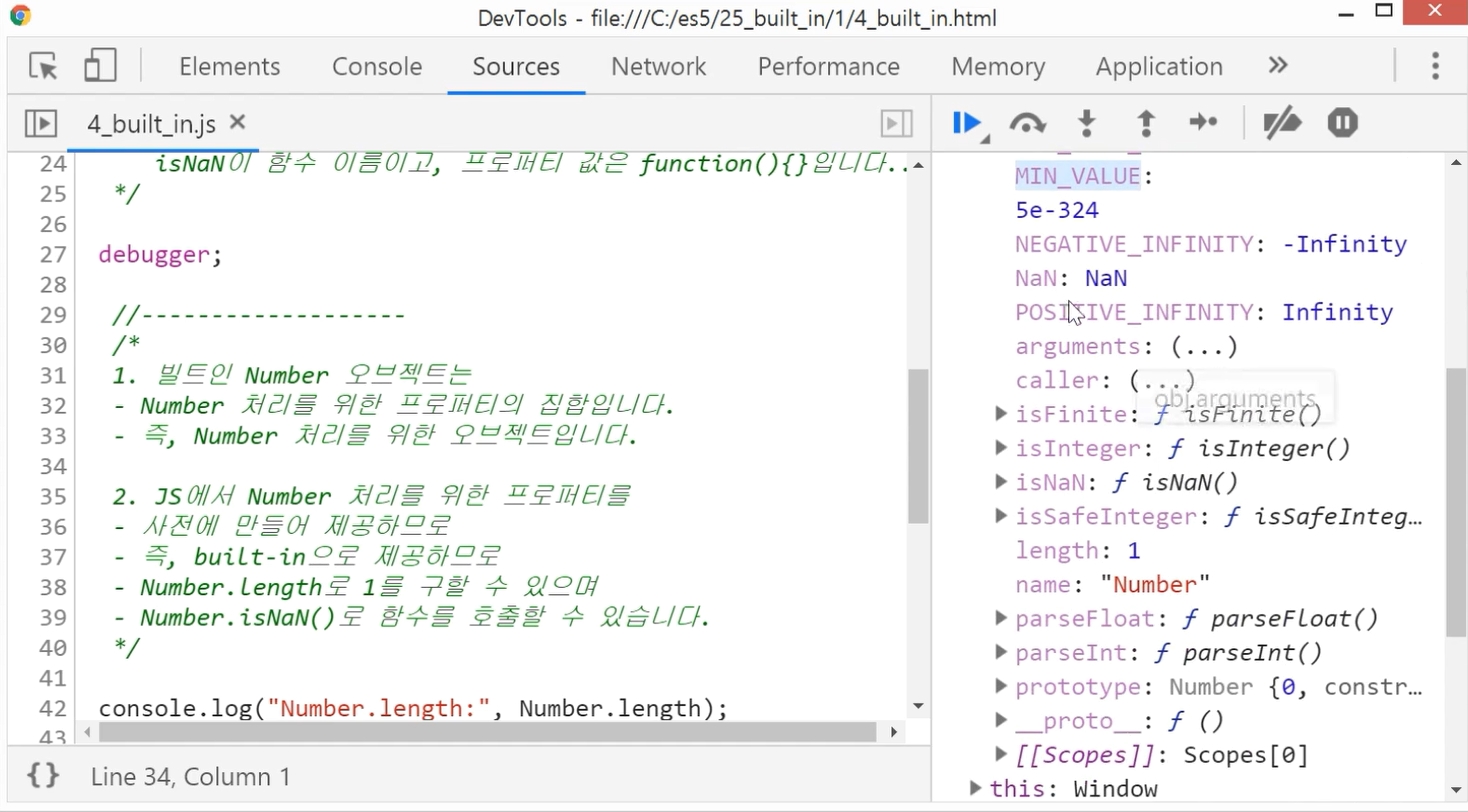 DevTools - file:///C:/es5/25_built_in/1/4_built_in.html
Elements Console Sources Network Performance Memory Application »
4_built_in.js ×
24 isNaN이 함수 이름이고, 프로퍼티 값은 function(){}입니다..
25 */
26
27 debugger;
28
29 //-------------------
30 /*
31 1. 빌트인 Number 오브젝트는
32 - Number 처리를 위한 프로퍼티의 집합입니다.
33 - 즉, Number 처리를 위한 오브젝트입니다.
34
35 2. JS에서 Number 처리를 위한 프로퍼티를
36 - 사전에 만들어 제공하므로
37 - 즉, built-in으로 제공하므로
38 - Number.length로 1를 구할 수 있으며
39 - Number.isNaN()로 함수를 호출할 수 있습니다.
40 */
41
42 console.log("Number.length:", Number.length);
43
{} Line 34, Column 1
MIN_VALUE:
5e-324
NEGATIVE_INFINITY: -Infinity
NaN: NaN
POSITIVE_INFINITY: Infinity
arguments: (...)
caller: (...)
obj.arguments
isFinite: ƒ isFinite()
isInteger: ƒ isInteger()
isNaN: ƒ isNaN()
isSafeInteger: ƒ isSafeInteg…
length: 1
name: "Number"
parseFloat: ƒ parseFloat()
parseInt: ƒ parseInt()
prototype: Number {0, constr…
__proto__: ƒ ()
[[Scopes]]: Scopes[0]
this: Window